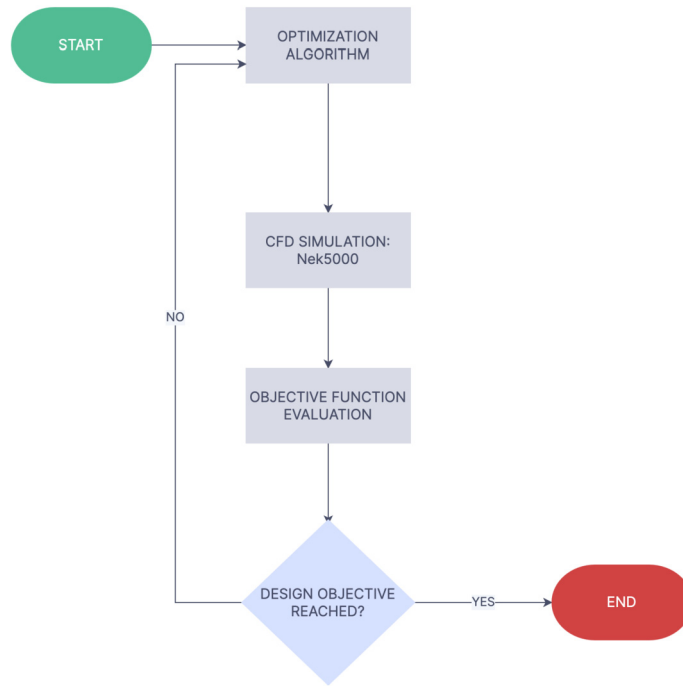 START
OPTIMIZATION
ALGORITHM
CFD SIMULATION:
Nek5000
NO
OBJECTIVE FUNCTION
EVALUATION
DESIGN OBJECTIVE
REACHED?
YES
END